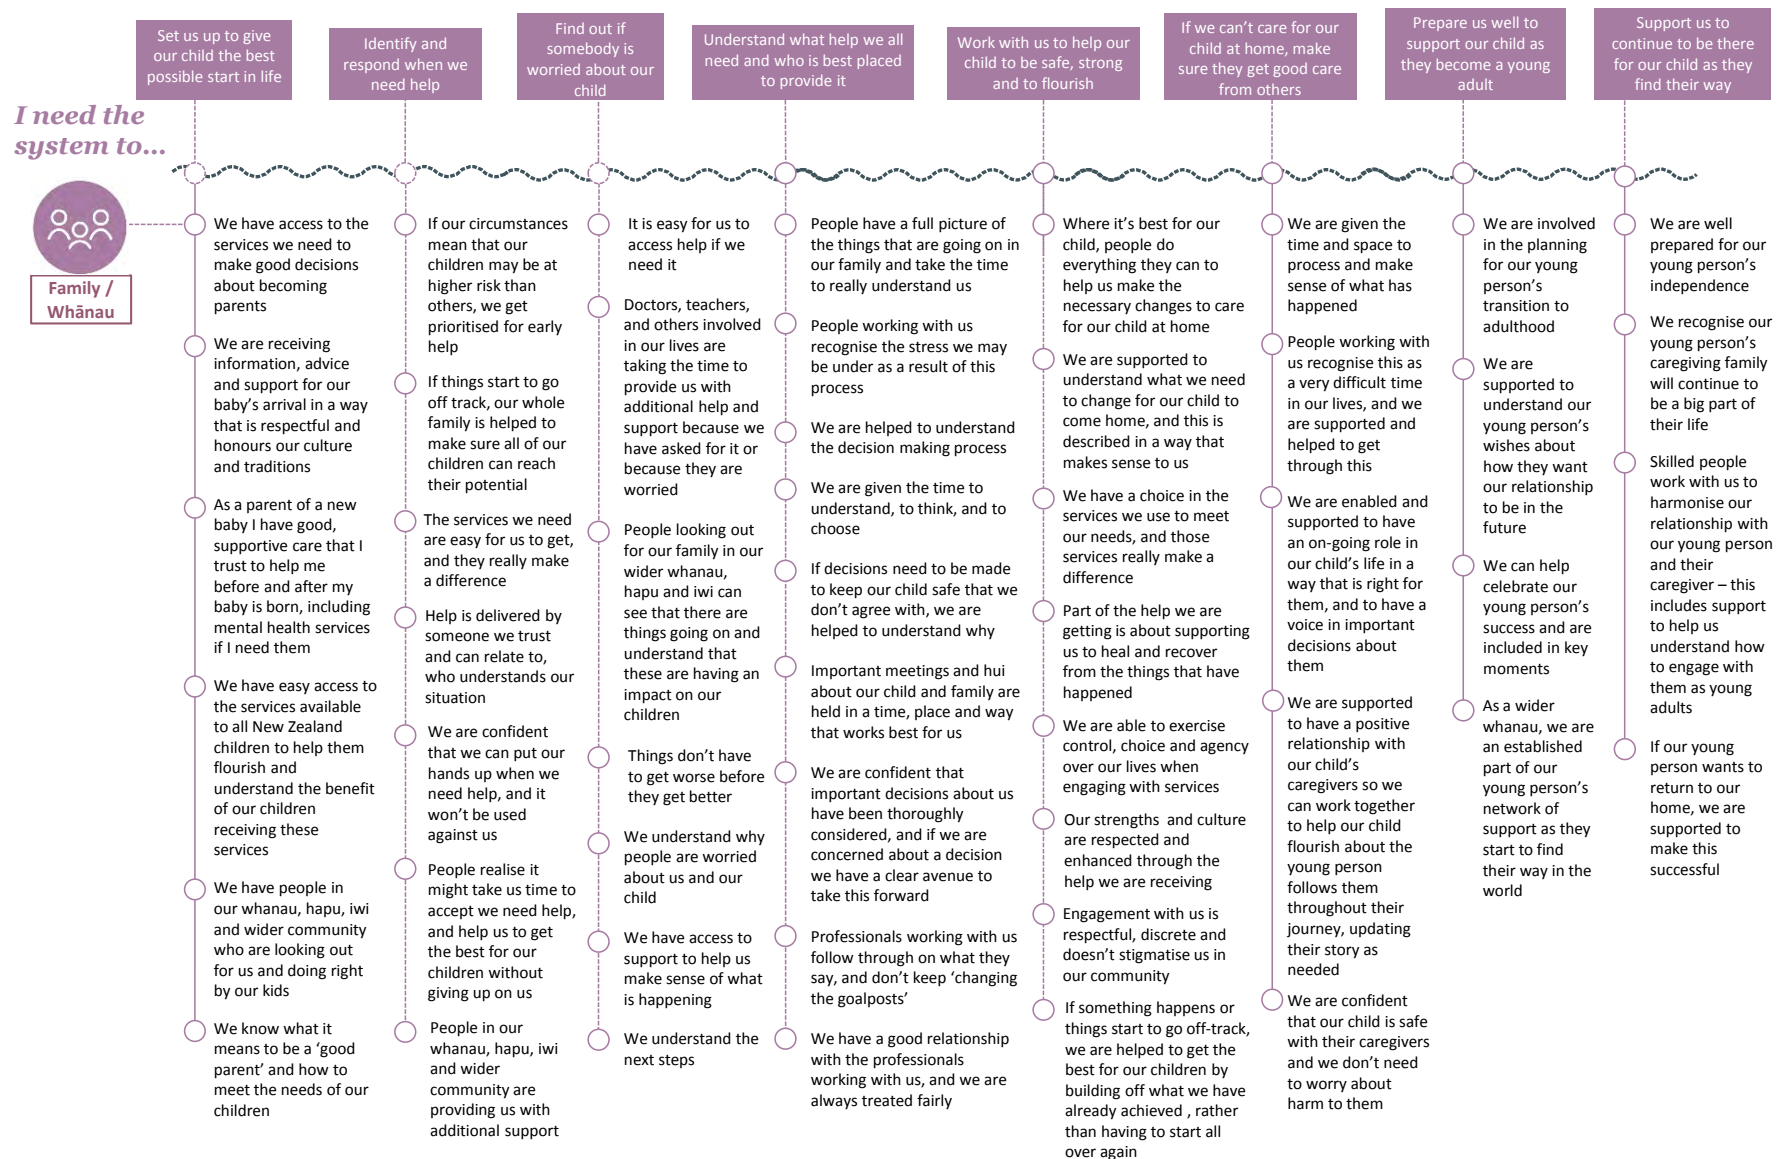 Set us up to give
our child the best
possible start in life
Identify and
respond when we
need help
Find out if
somebody is
worried about our
child
Understand what help we all
need and who is best placed
to provide it
Work with us to help our
child to be safe, strong
and to flourish
If we can't care for our
child at home, make
sure they get good care
from others
Prepare us well to
support our child as
they become a young
adult
Support us to
continue to be there
for our child as they
find their way
I need the
system to...
Family /
Whānau
We have access to the
services we need to
make good decisions
about becoming
parents
We are receiving
information, advice
and support for our
baby's arrival in a way
that is respectful and
honours our culture
and traditions
As a parent of a new
baby I have good,
supportive care that I
trust to help me
before and after my
baby is born, including
mental health services
if I need them
We have easy access to
the services available
to all New Zealand
children to help them
flourish and
understand the benefit
of our children
receiving these
services
We have people in
our whanau, hapu, iwi
and wider community
who are looking out
for us and doing right
by our kids
We know what it
means to be a 'good
parent' and how to
meet the needs of our
children
If our circumstances
mean that our
children may be at
higher risk than
others, we get
prioritised for early
help
If things start to go
off track, our whole
family is helped to
make sure all of our
children can reach
their potential
The services we need
are easy for us to get,
and they really make
a difference
Help is delivered by
someone we trust
and can relate to,
who understands our
situation
We are confident
that we can put our
hands up when we
need help, and it
won't be used
against us
People realise it
might take us time to
accept we need help,
and help us to get
the best for our
children without
giving up on us
People in our
whanau, hapu, iwi
and wider
community are
providing us with
additional support
It is easy for us to
access help if we
need it
Doctors, teachers,
and others involved
in our lives are
taking the time to
provide us with
additional help and
support because we
have asked for it or
because they are
worried
People looking out
for our family in our
wider whanau,
hapu and iwi can
see that there are
things going on and
understand that
these are having an
impact on our
children
Things don't have
to get worse before
they get better
We understand why
people are worried
about us and our
child
We have access to
support to help us
make sense of what
is happening
We understand the
next steps
People have a full picture of
the things that are going on in
our family and take the time
to really understand us
People working with us
recognise the stress we may
be under as a result of this
process
We are helped to understand
the decision making process
We are given the time to
understand, to think, and to
choose
If decisions need to be made
to keep our child safe that we
don't agree with, we are
helped to understand why
Important meetings and hui
about our child and family are
held in a time, place and way
that works best for us
We are confident that
important decisions about us
have been thoroughly
considered, and if we are
concerned about a decision
we have a clear avenue to
take this forward
Professionals working with us
follow through on what they
say, and don't keep 'changing
the goalposts'
We have a good relationship
with the professionals
working with us, and we are
always treated fairly
Where it's best for our
child, people do
everything they can to
help us make the
necessary changes to care
for our child at home
We are supported to
understand what we need
to change for our child to
come home, and this is
described in a way that
makes sense to us
We have a choice in the
services we use to meet
our needs, and those
services really make a
difference
Part of the help we are
getting is about supporting
us to heal and recover
from the things that have
happened
We are able to exercise
control, choice and agency
over our lives when
engaging with services
Our strengths and culture
are respected and
enhanced through the
help we are receiving
Engagement with us is
respectful, discrete and
doesn't stigmatise us in
our community
If something happens or
things start to go off-track,
we are helped to get the
best for our children by
building off what we have
already achieved , rather
than having to start all
over again
We are given the
time and space to
process and make
sense of what has
happened
People working with
us recognise this as
a very difficult time
in our lives, and we
are supported and
helped to get
through this
We are enabled and
supported to have
an on-going role in
our child's life in a
way that is right for
them, and to have a
voice in important
decisions about
them
We are supported
to have a positive
relationship with
our child's
caregivers so we
can work together
to help our child
flourish about the
young person
follows them
throughout their
journey, updating
their story as
needed
We are confident
that our child is safe
with their caregivers
and we don't need
to worry about
harm to them
We are involved
in the planning
for our young
person's
transition to
adulthood
We are
supported to
understand our
young person's
wishes about
how they want
our relationship
to be in the
future
We can help
celebrate our
young person's
success and are
included in key
moments
As a wider
whanau, we are
an established
part of our
young person's
network of
support as they
start to find
their way in the
world
We are well
prepared for our
young person's
independence
We recognise our
young person's
caregiving family
will continue to
be a big part of
their life
Skilled people
work with us to
harmonise our
relationship with
our young person
and their
caregiver – this
includes support
to help us
understand how
to engage with
them as young
adults
If our young
person wants to
return to our
home, we are
supported to
make this
successful